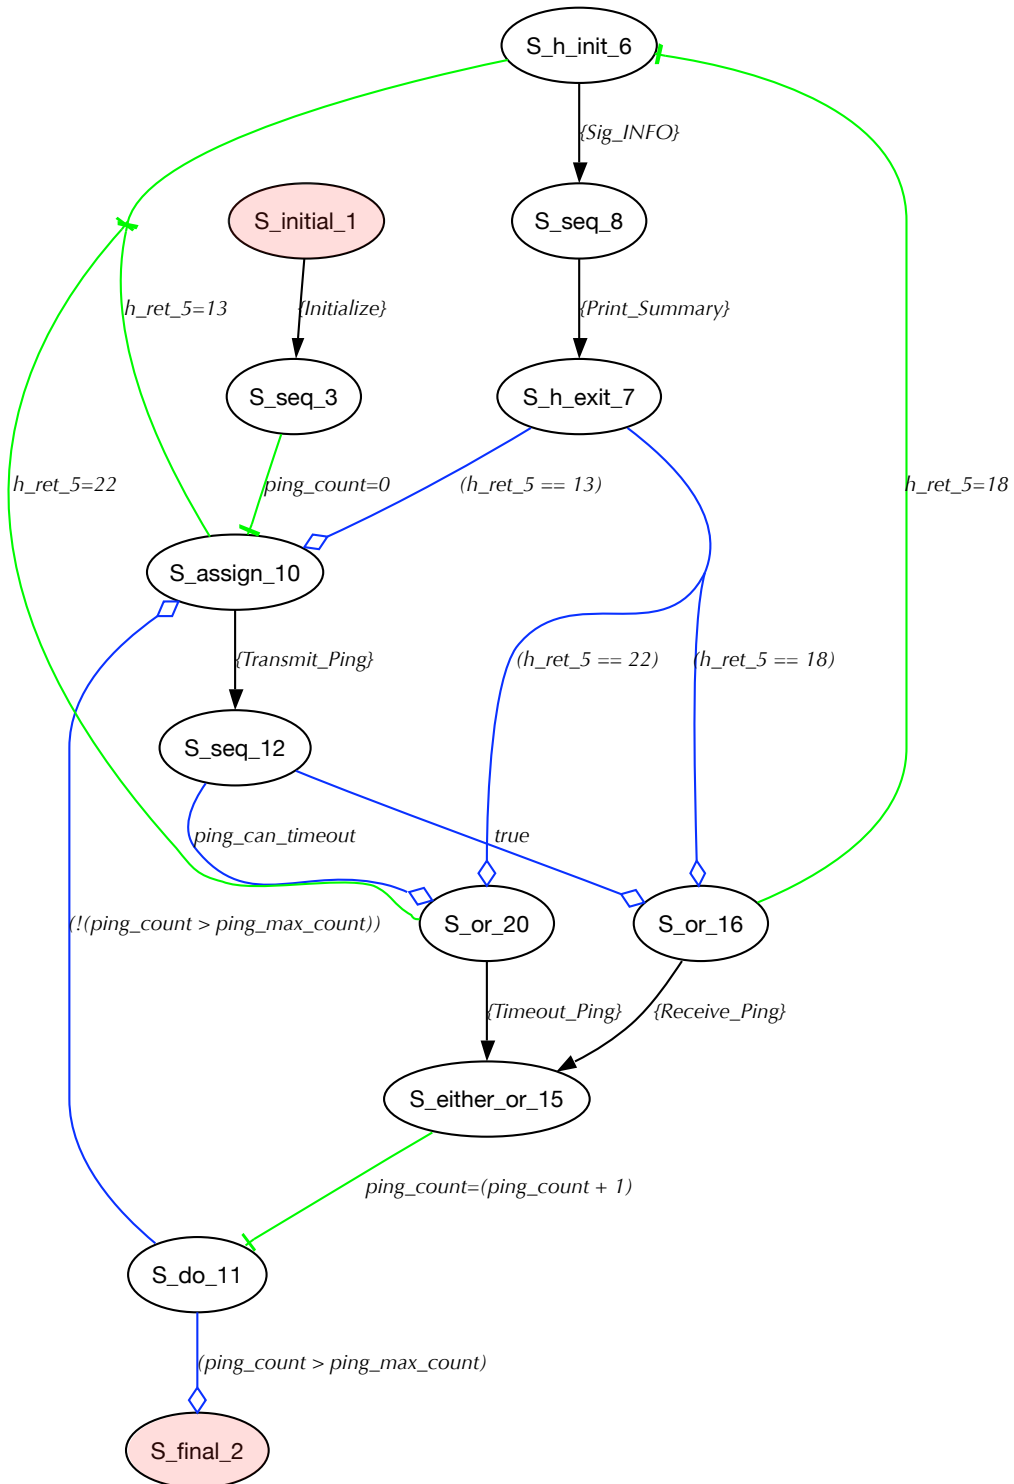 S_h_init_6
{Sig_INFO}
S_initial_1
S_seq_8
h_ret_5=13
{Initialize}
{Print_Summary}
S_seq_3
S_h_exit_7
h_ret_5=22
ping_count=0
(h_ret_5 == 13)
h_ret_5=18
S_assign_10
{Transmit_Ping}
(h_ret_5 == 22)
(h_ret_5 == 18)
S_seq_12
ping_can_timeout
true
(!(ping_count > ping_max_count))
S_or_20
S_or_16
{Timeout_Ping}
{Receive_Ping}
S_either_or_15
ping_count=(ping_count + 1)
S_do_11
(ping_count > ping_max_count)
S_final_2